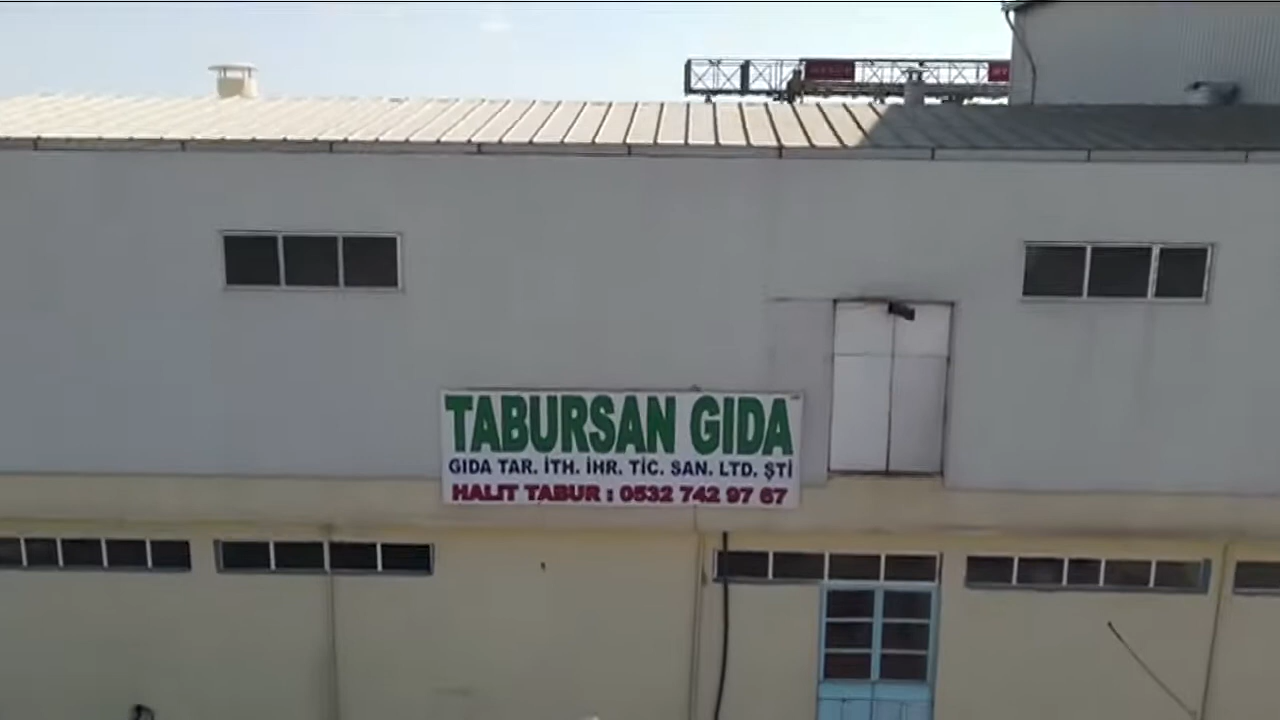 TABURSAN GIDA
GIDA TAR. İTH. İHR. TİC. SAN. LTD. ŞTİ
HALIT TABUR : 0532 742 97 67